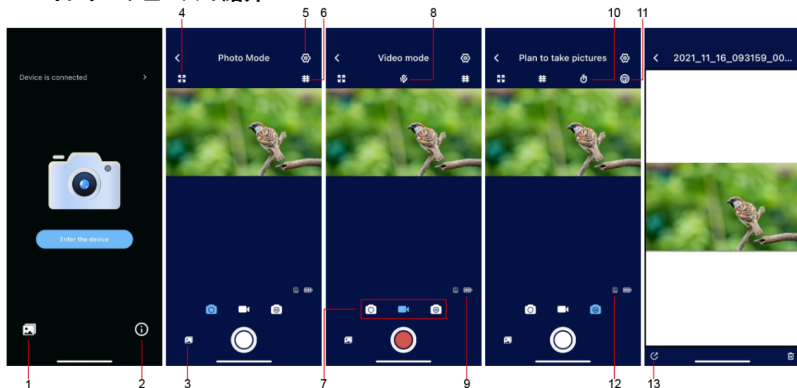 4
5
6
8
10
11
Photo Mode
Video mode
Plan to take pictures
2021_11_16_093159_00...
Device is connected
Enter the device
1
2
3
7
9
12
13